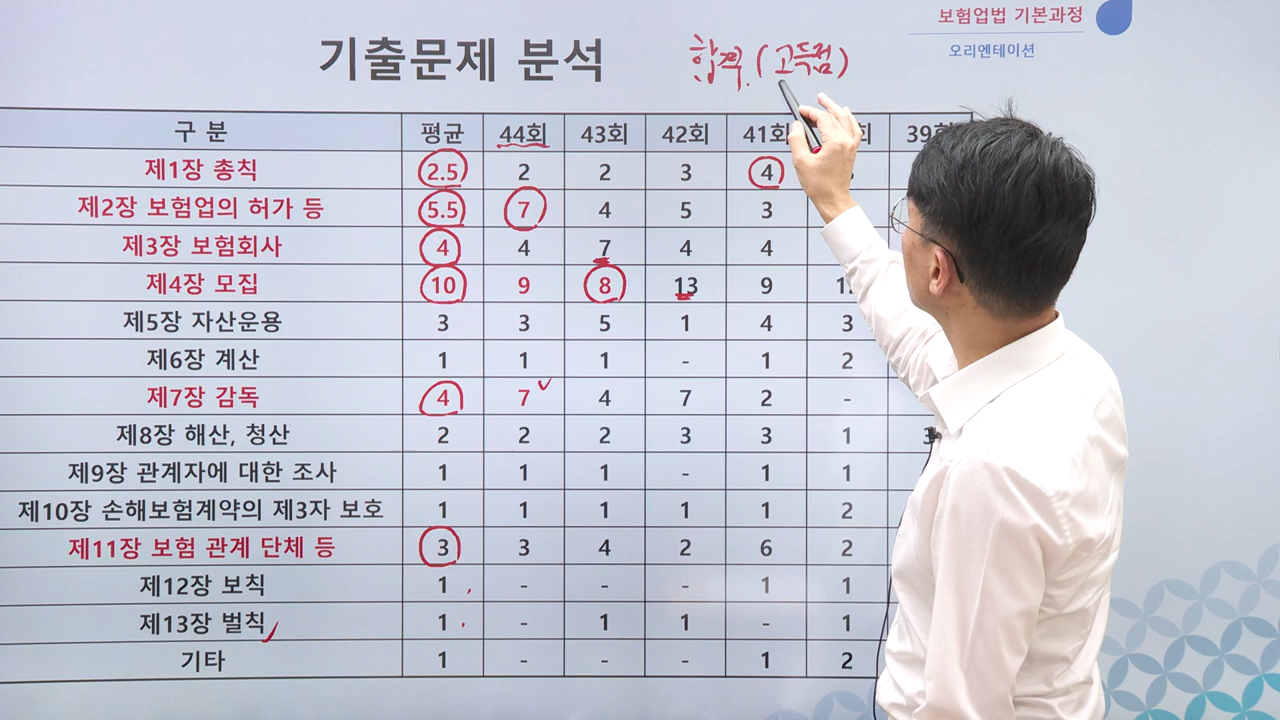 보험업법 기본과정
오리엔테이션
기출문제 분석 합격. (고득점)
구 분 평균 44회 43회 42회 41회 39회
제1장 총칙 2.5 2 2 3 4
제2장 보험업의 허가 등 5.5 7 4 5 3
제3장 보험회사 4 4 7 4 4
제4장 모집 10 9 8 13 9
제5장 자산운용 3 3 5 1 4 3
제6장 계산 1 1 1 - 1 2
제7장 감독 4 7 4 7 2 -
제8장 해산, 청산 2 2 2 3 3 1 3
제9장 관계자에 대한 조사 1 1 1 - 1 1
제10장 손해보험계약의 제3자 보호 1 1 1 1 1 2
제11장 보험 관계 단체 등 3 3 4 2 6 2
제12장 보칙 1 - - - 1 1
제13장 벌칙 1 - 1 1 - 1
기타 1 - - - 1 2